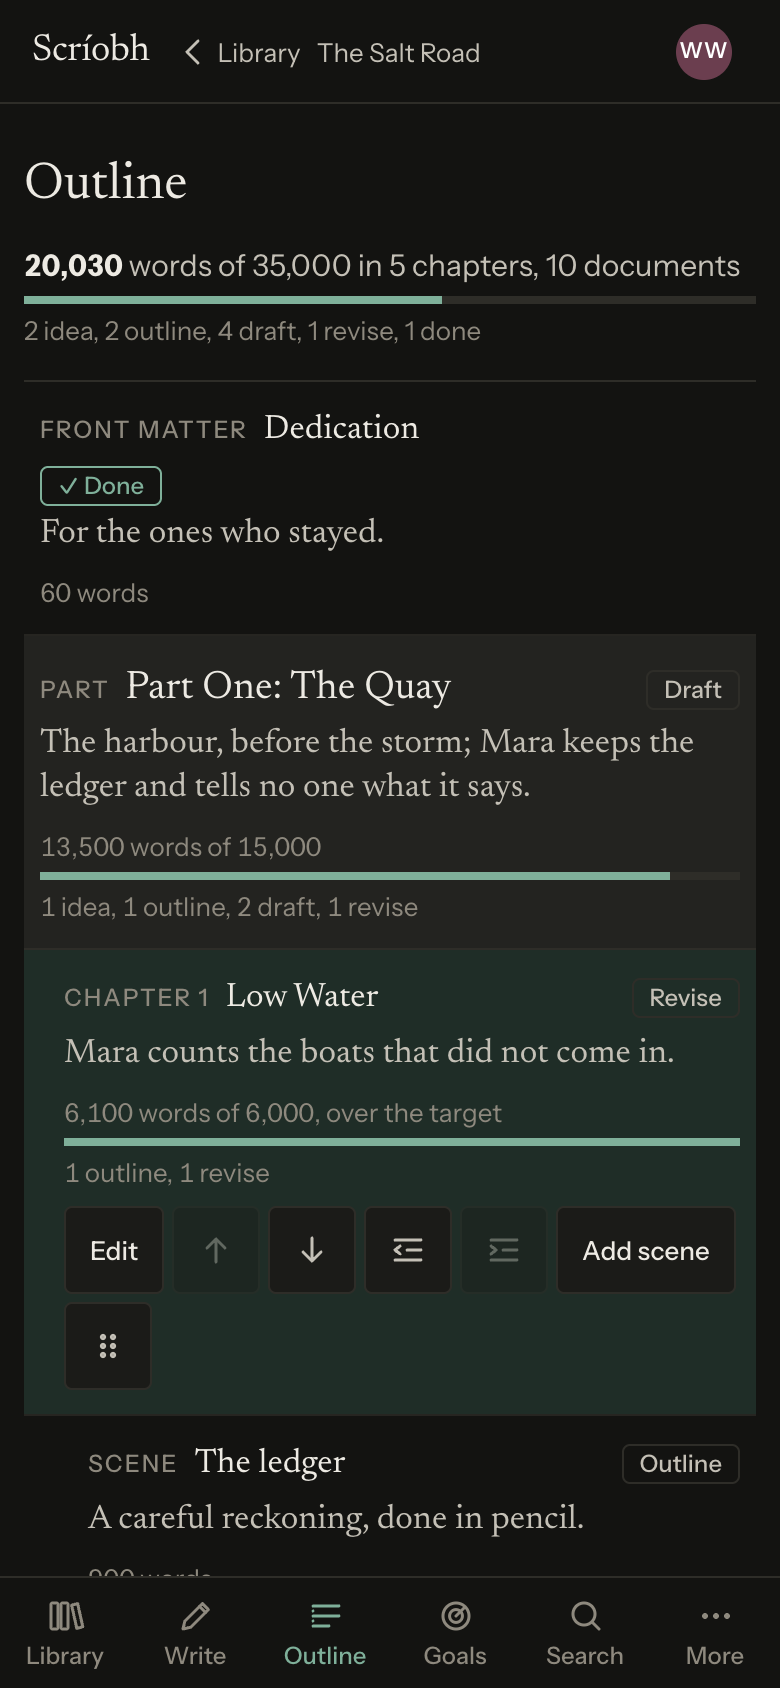 Scríobh
Library The Salt Road
WW
Outline
20,030 words of 35,000 in 5 chapters, 10 documents
2 idea, 2 outline, 4 draft, 1 revise, 1 done
FRONT MATTER Dedication
Done
For the ones who stayed.
60 words
PART Part One: The Quay
Draft
The harbour, before the storm; Mara keeps the
ledger and tells no one what it says.
13,500 words of 15,000
1 idea, 1 outline, 2 draft, 1 revise
CHAPTER 1 Low Water
Revise
Mara counts the boats that did not come in.
6,100 words of 6,000, over the target
1 outline, 1 revise
Edit
Add scene
SCENE The ledger
Outline
A careful reckoning, done in pencil.
Library
Write
Outline
Goals
Search
More